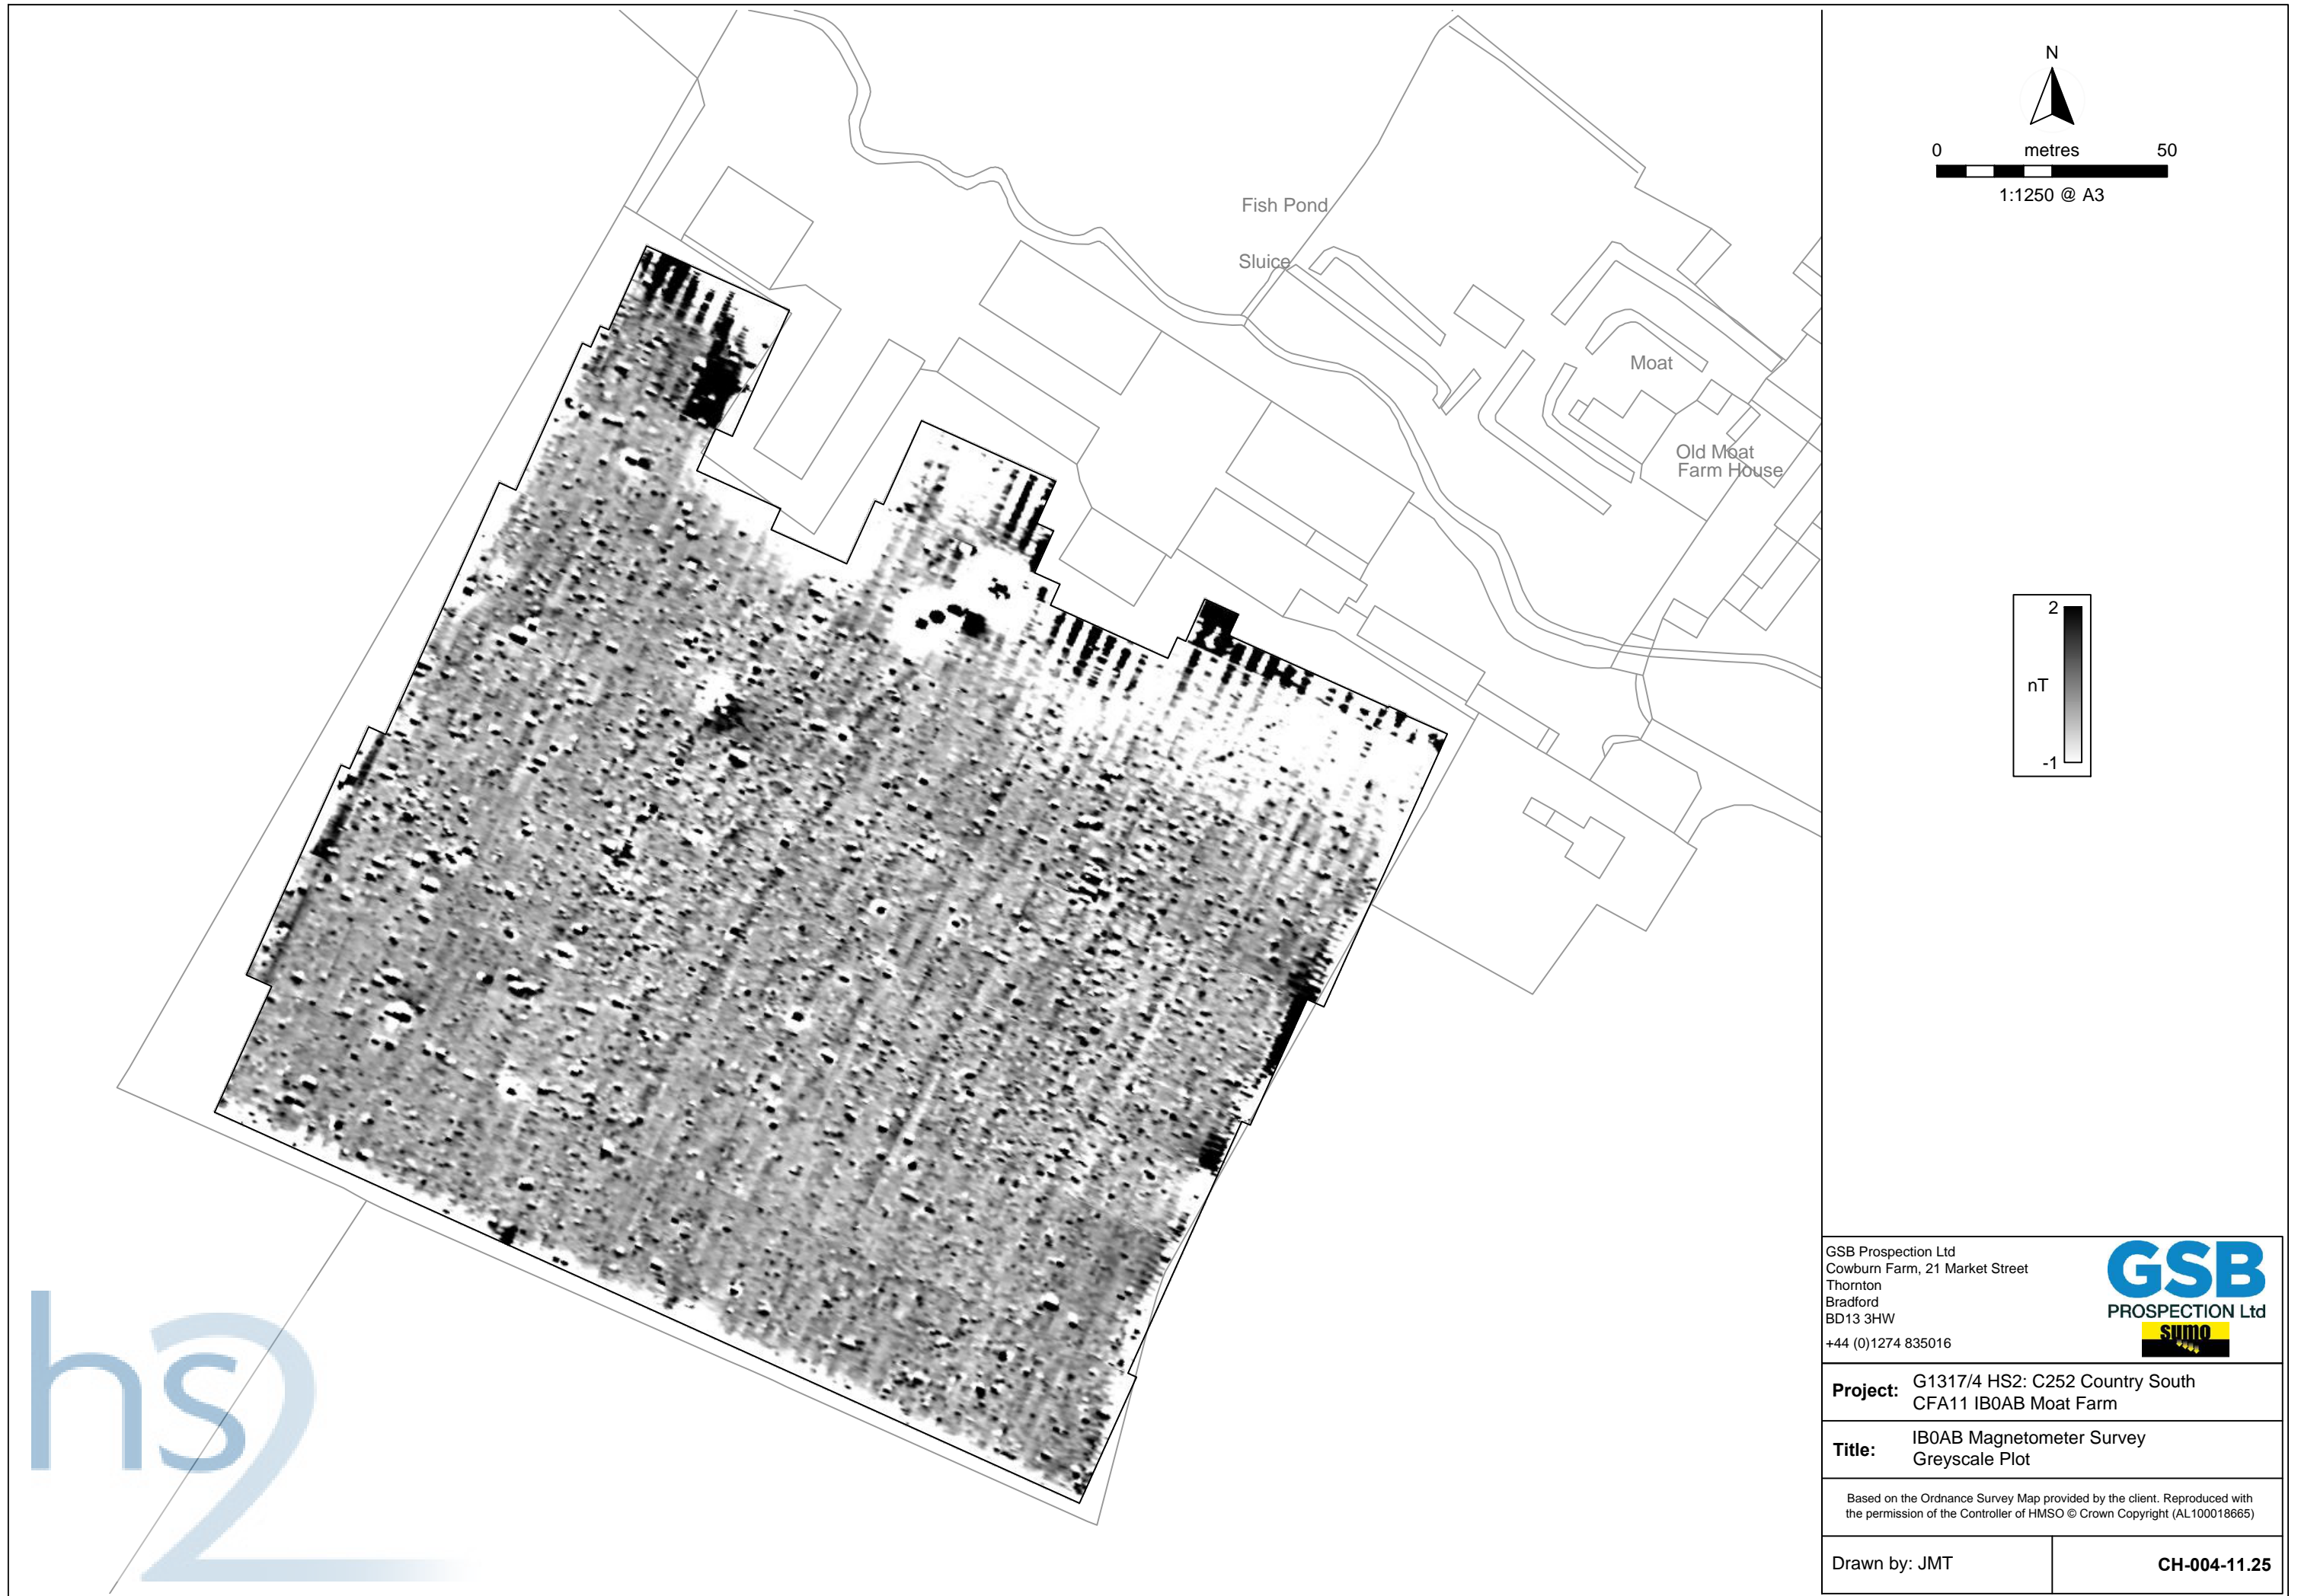 N
0 metres 50
1:1250 @ A3
Fish Pond
Sluice
Moat
Old Moat
Farm House
2
nT
-1
GSB Prospection Ltd
Cowburn Farm, 21 Market Street
Thornton
Bradford
BD13 3HW
+44 (0)1274 835016
GSB
PROSPECTION Ltd
sumo
Project: G1317/4 HS2: C252 Country South
CFA11 IB0AB Moat Farm
Title: IB0AB Magnetometer Survey
Greyscale Plot
Based on the Ordnance Survey Map provided by the client. Reproduced with
the permission of the Controller of HMSO © Crown Copyright (AL100018665)
Drawn by: JMT
CH-004-11.25
hs2